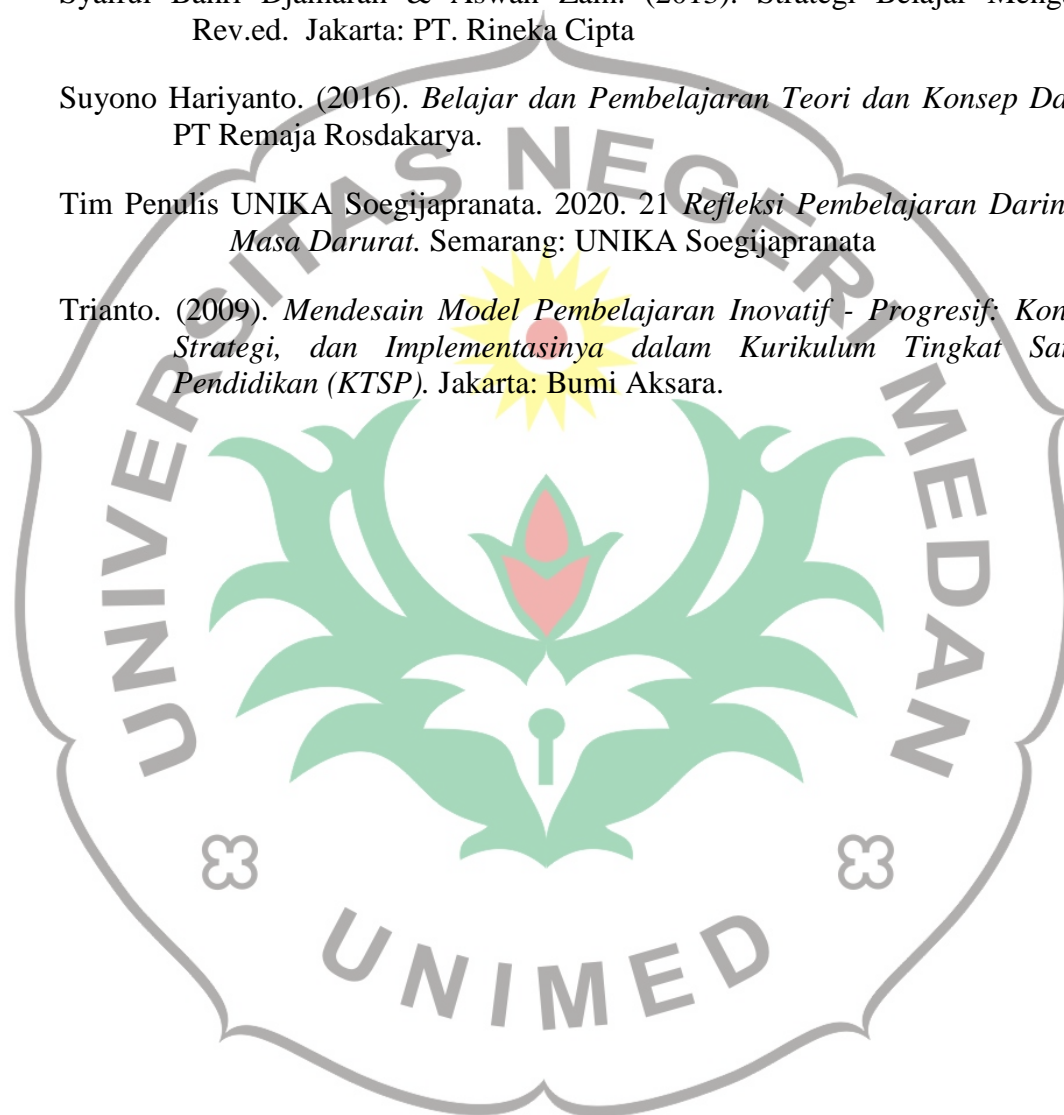 Rev.ed. Jakarta: PT. Rineka Cipta
Suyono Hariyanto. (2016). Belajar dan Pembelajaran Teori dan Konsep
PT Remaja Rosdakarya.
Tim Penulis UNIKA Soegijapranata. 2020. 21 Refleksi Pembelajaran Darin
Masa Darurat. Semarang: UNIKA Soegijapranata
Trianto. (2009). Mendesain Model Pembelajaran Inovatif - Progresif: Kon
Strategi, dan Implementasinya dalam Kurikulum Tingkat Sa
Pendidikan (KTSP). Jakarta: Bumi Aksara.
UNIVERSITAS NEGERI MEDAN
UNIMED